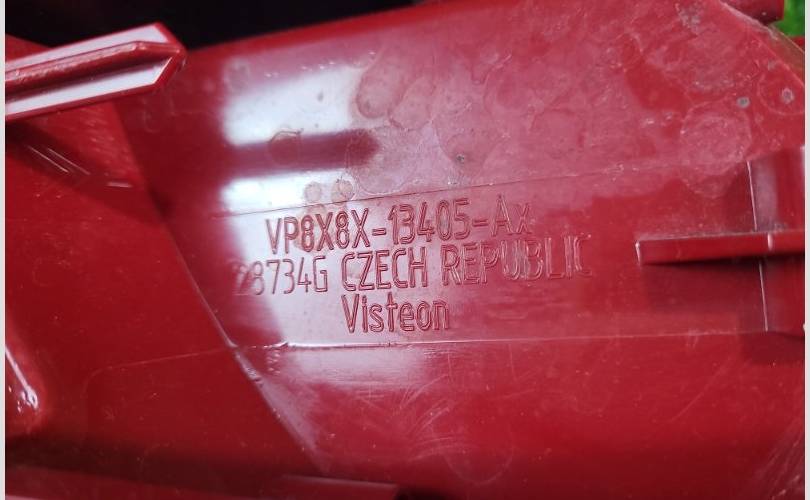 VP8X8X-13405-Ax
28734G CZECH REPUBLIC
Visteon